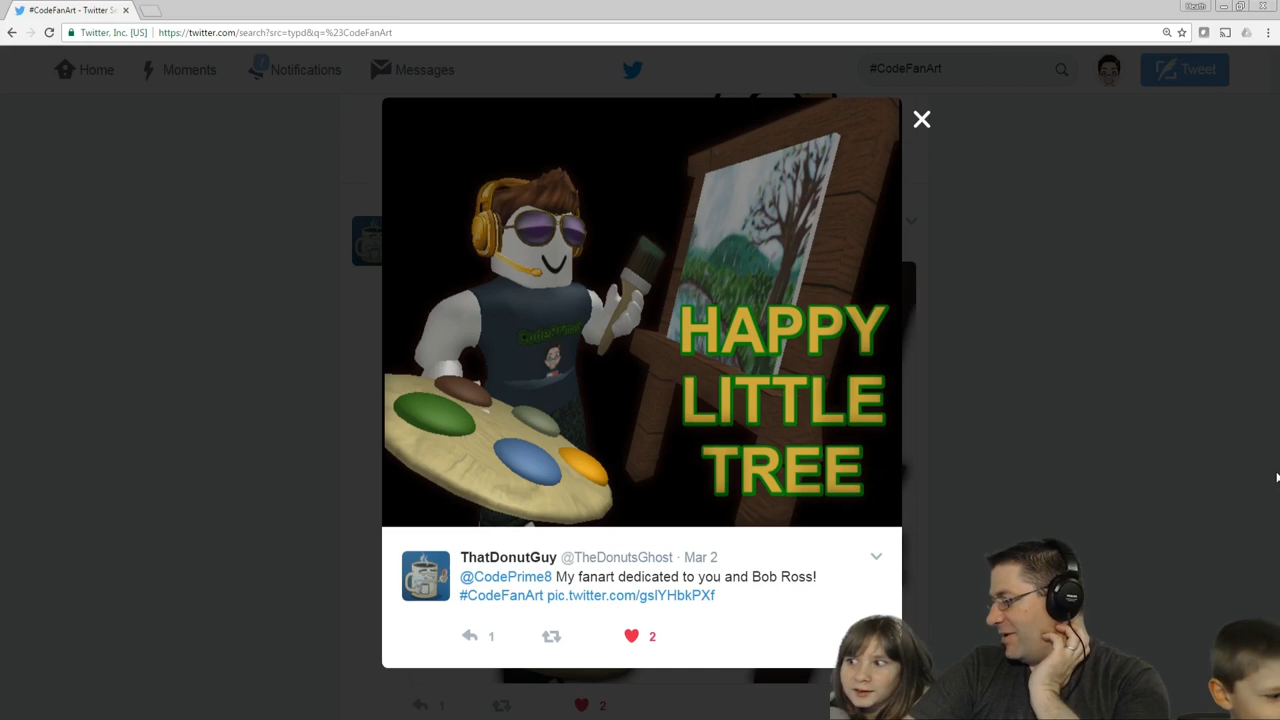 #CodeFanArt - Twitter S
Heath
Twitter, Inc. [US]
https://twitter.com/search?src=typd&q=%23CodeFanArt
Home
Moments
Notifications
Messages
#CodeFanArt
Tweet
HAPPY
LITTLE
TREE
ThatDonutGuy @TheDonutsGhost · Mar 2
@CodePrime8 My fanart dedicated to you and Bob Ross!
#CodeFanArt pic.twitter.com/gslYHbkPXf
1
2
1
2